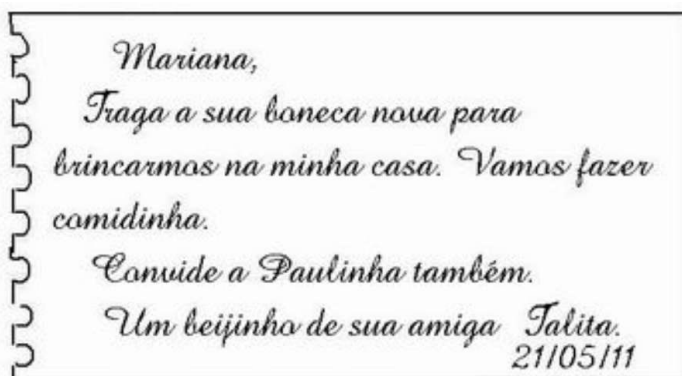 Mariana,
Traga a sua boneca nova para
brincarmos na minha casa. Vamos fazer
comidinha.
Convide a Paulinha também.
Um beijinho de sua amiga Talita.
21/05/11